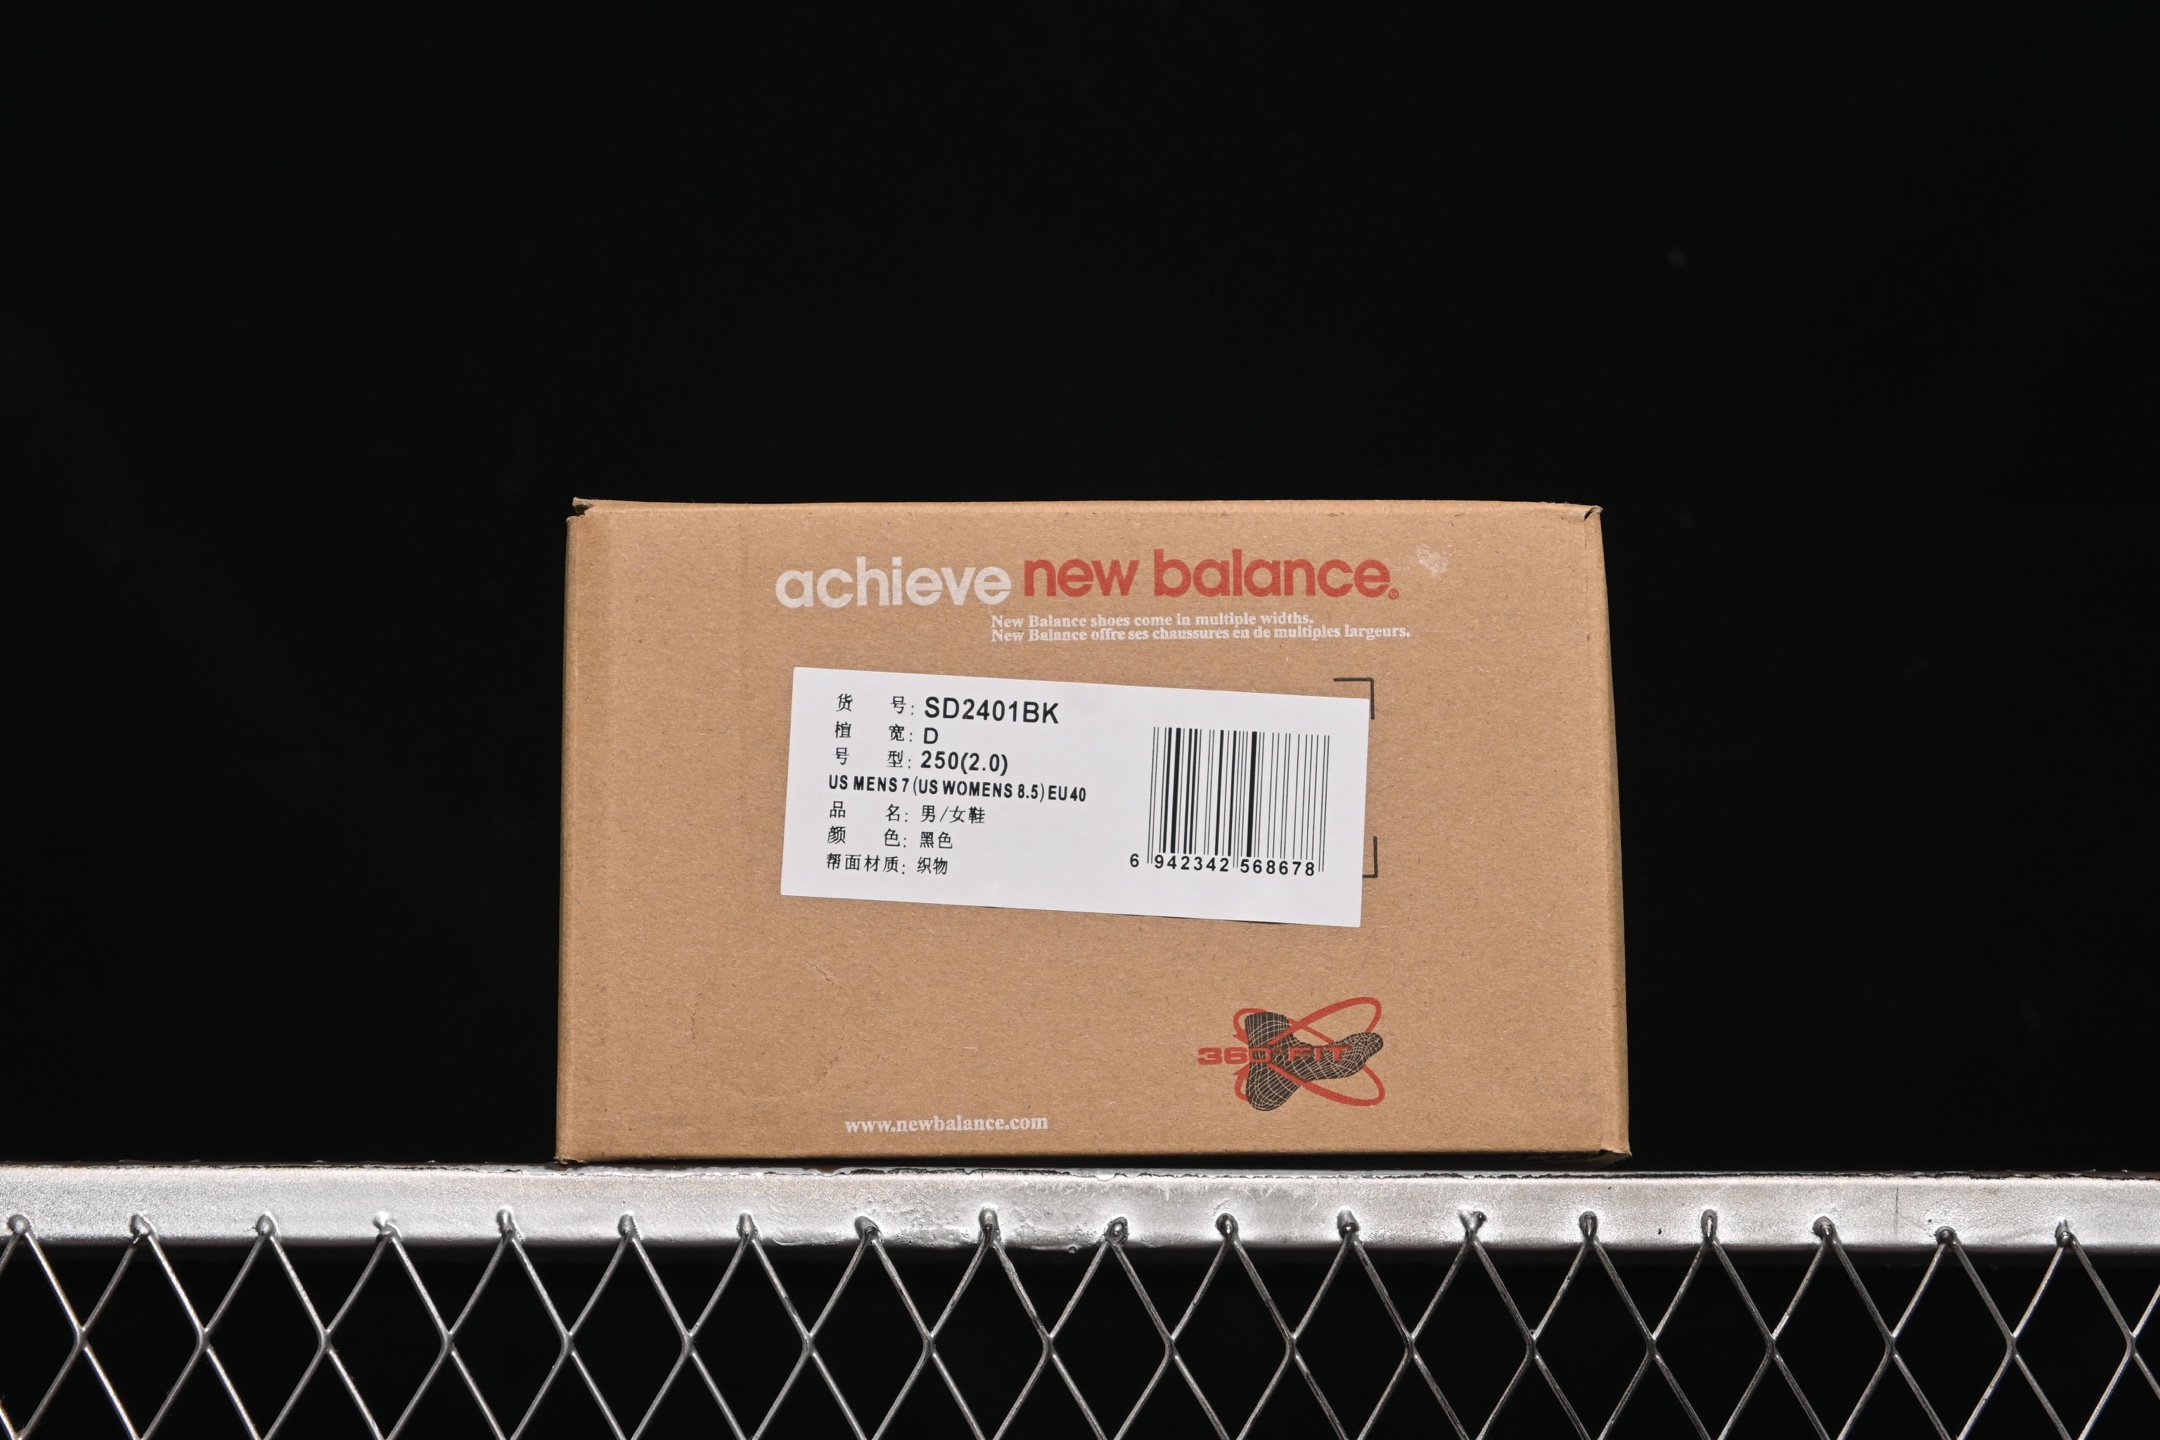 achieve new balance®
New Balance shoes come in multiple widths.
New Balance offre ses chaussures en de multiples largeurs.
货 号: SD2401BK
楦 宽: D
号 型: 250(2.0)
US MENS 7 (US WOMENS 8.5) EU 40
品 名: 男/女鞋
颜 色: 黑色
帮面材质: 织物
6 942342 568678
360 FIT
www.newbalance.com